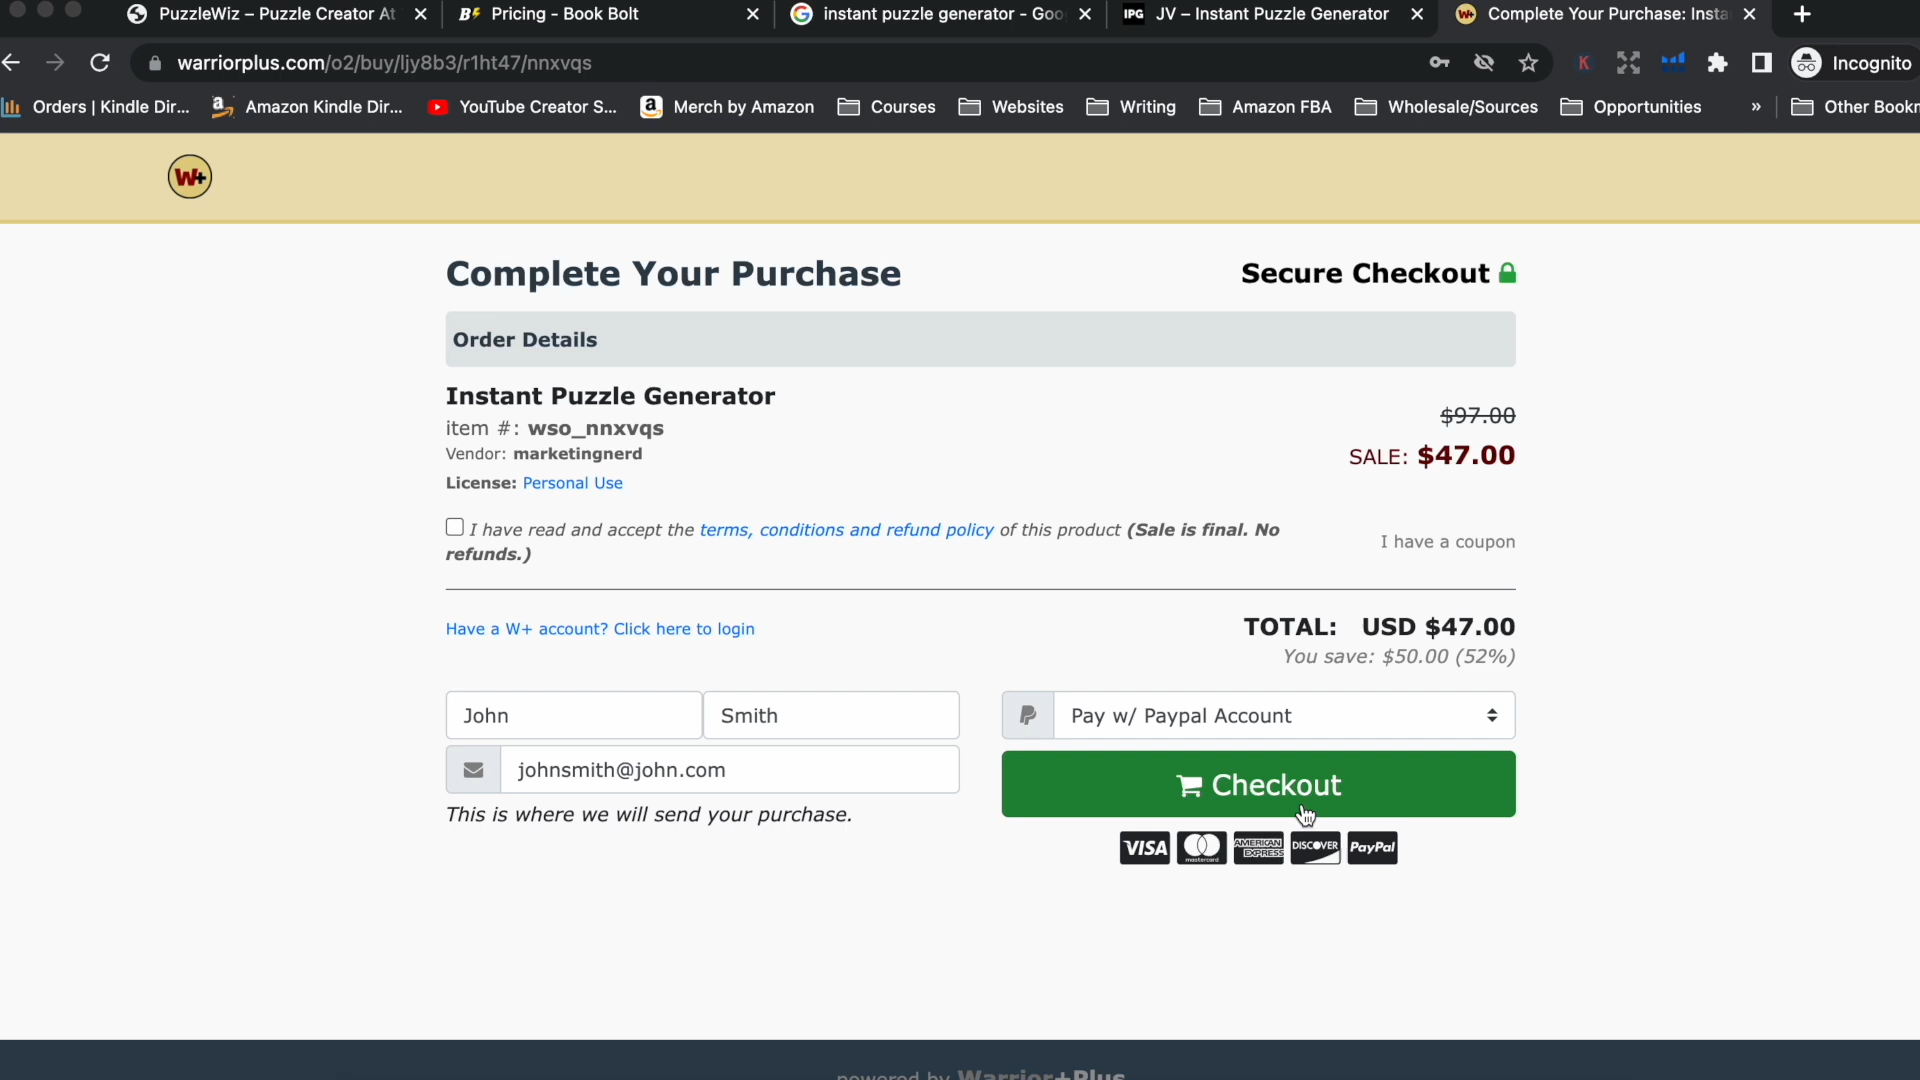 PuzzleWiz – Puzzle Creator At
Pricing - Book Bolt
instant puzzle generator - Goo
IPG JV – Instant Puzzle Generator
W+ Complete Your Purchase: Insta
warriorplus.com/o2/buy/ljy8b3/r1ht47/nnxvqs
K
Incognito
Orders | Kindle Dir... Amazon Kindle Dir... YouTube Creator S... Merch by Amazon Courses Websites Writing Amazon FBA Wholesale/Sources Opportunities » Other Bookm
W+
Complete Your Purchase
Secure Checkout
Order Details
Instant Puzzle Generator
item #: wso_nnxvqs
Vendor: marketingnerd
License: Personal Use
$97.00
SALE: $47.00
I have read and accept the terms, conditions and refund policy of this product (Sale is final. No
refunds.)
I have a coupon
Have a W+ account? Click here to login
TOTAL: USD $47.00
You save: $50.00 (52%)
John
Smith
Pay w/ Paypal Account
johnsmith@john.com
Checkout
This is where we will send your purchase.
VISA mastercard AMERICAN EXPRESS DISCOVER PayPal
powered by Warrior+Plus